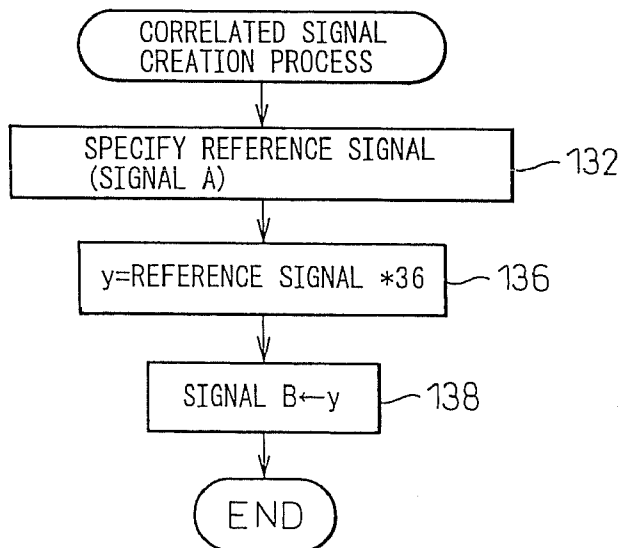 CORRELATED SIGNAL
CREATION PROCESS
SPECIFY REFERENCE SIGNAL
(SIGNAL A)
132
y=REFERENCE SIGNAL *36
136
SIGNAL B←y
138
END